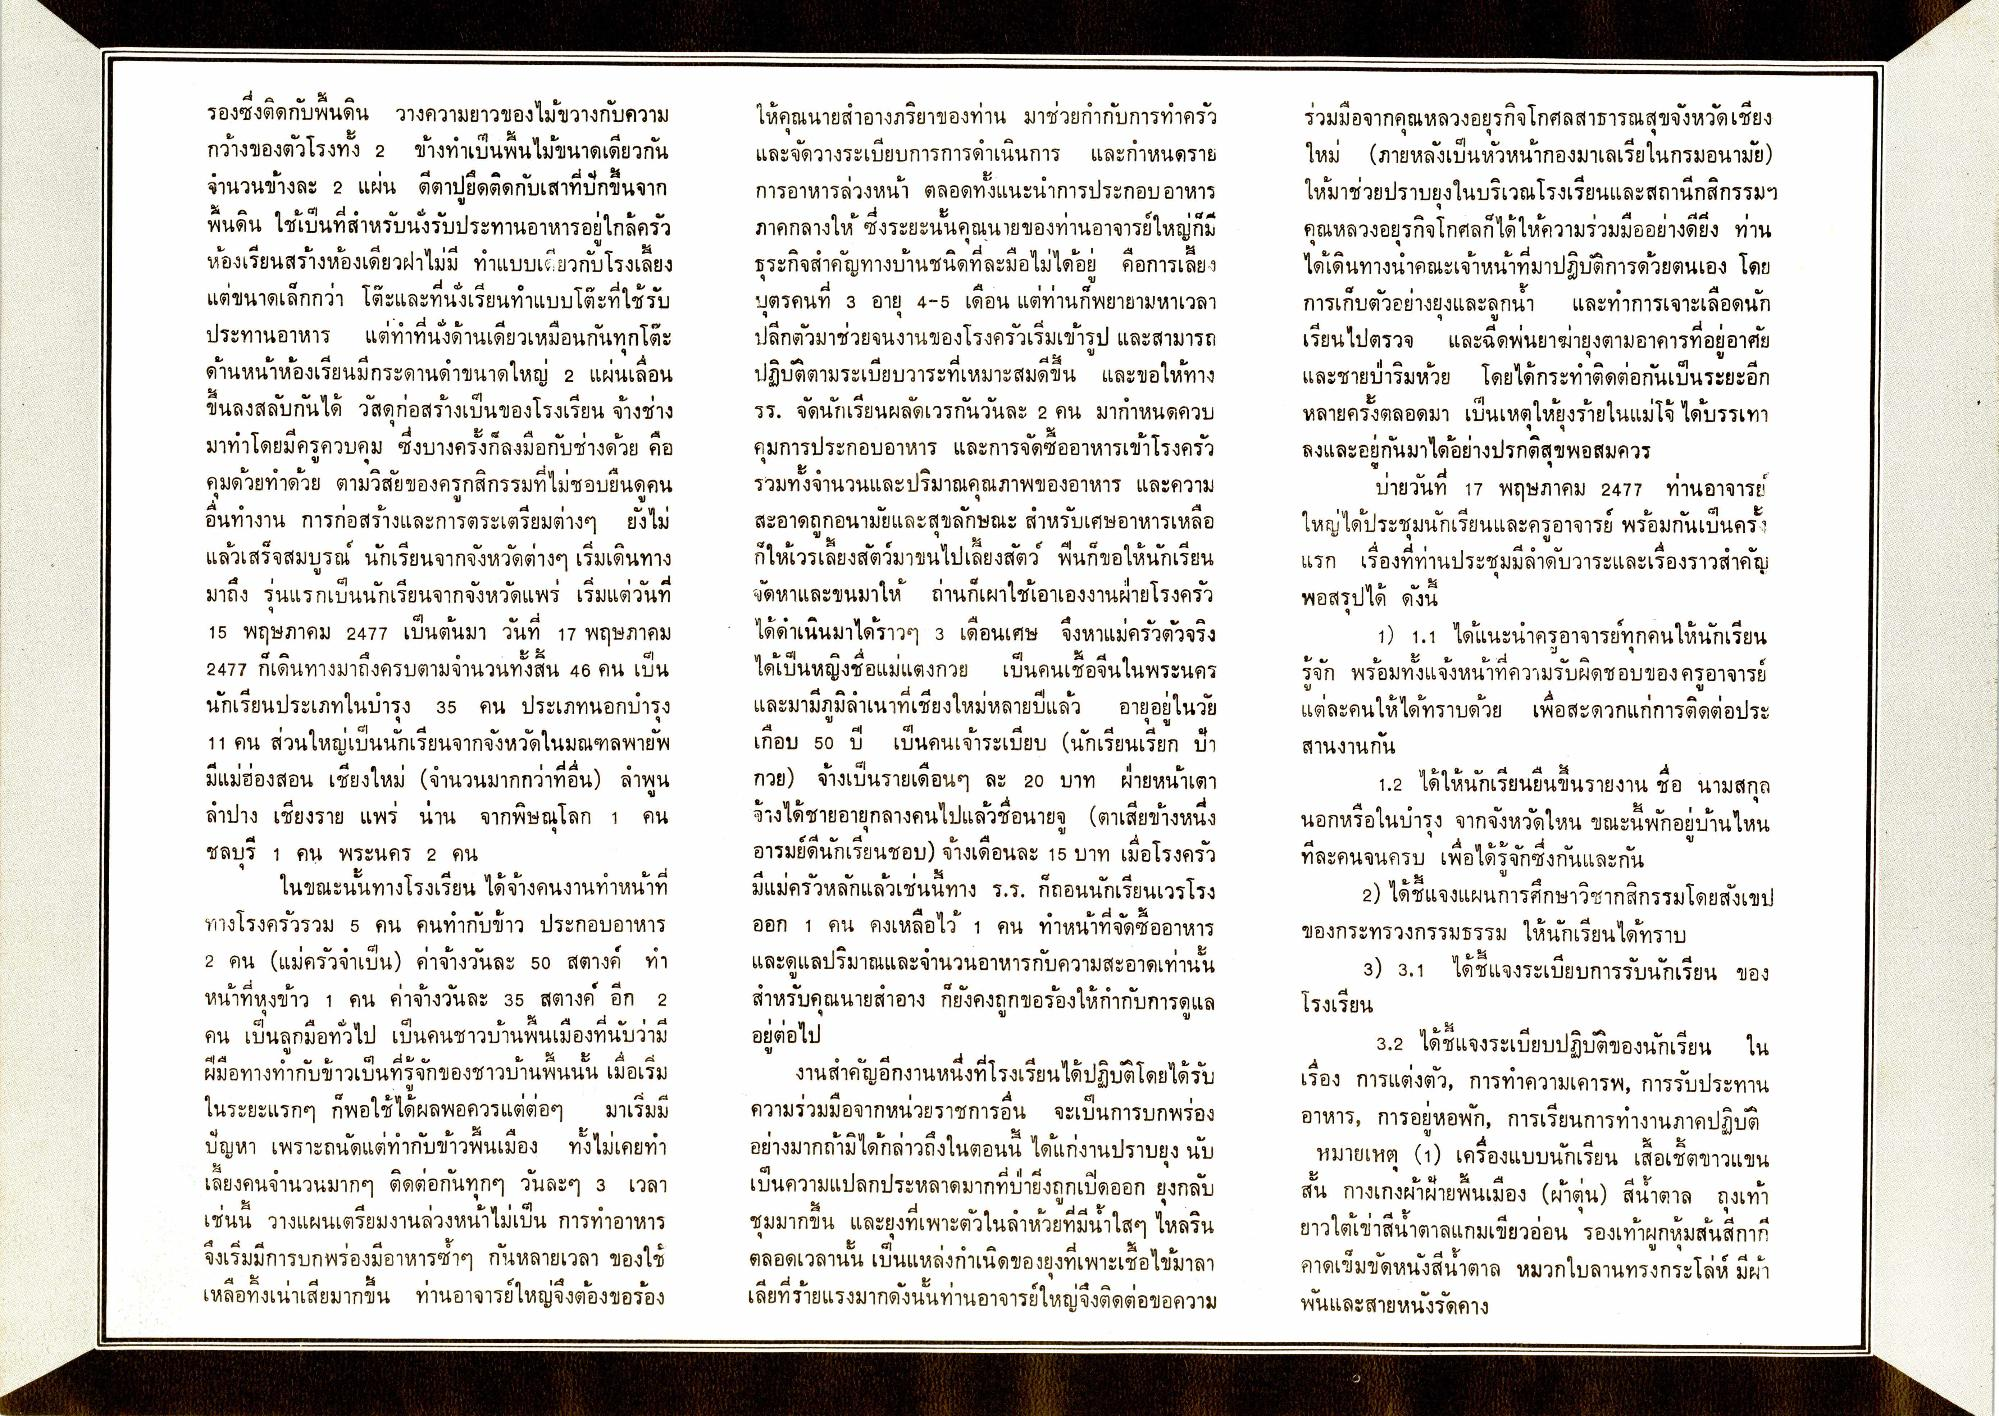 รองซึ่งติดกับพื้นดิน วางความยาวของไม้ขวางกับความ
กว้างของตัวโรงทั้ง 2 ข้างทำเป็นพื้นไม้ขนาดเดียวกัน
จำนวนข้างละ 2 แผ่น ตีตาปูยึดติดกับเสาที่ปักขึ้นจาก
พื้นดิน ใช้เป็นที่สำหรับนั่งรับประทานอาหารอยู่ใกล้ครัว
ห้องเรียนสร้างห้องเดียวฝาไม่มี ทำแบบเดียวกับโรงเลี้ยง
แต่ขนาดเล็กกว่า โต๊ะและที่นั่งเรียนทำแบบโต๊ะที่ใช้รับ
ประทานอาหาร แต่ทำที่นั่งด้านเดียวเหมือนกันทุกโต๊ะ
ด้านหน้าห้องเรียนมีกระดานดำขนาดใหญ่ 2 แผ่นเลื่อน
ขึ้นลงสลับกันได้ วัสดุก่อสร้างเป็นของโรงเรียน จ้างช่าง
มาทำโดยมีครูควบคุม ซึ่งบางครั้งก็ลงมือกับช่างด้วย คือ
คุมด้วยทำด้วย ตามวิสัยของครูกสิกรรมที่ไม่ชอบยืนดูคน
อื่นทำงาน การก่อสร้างและการตระเตรียมต่างๆ ยังไม่
แล้วเสร็จสมบูรณ์ นักเรียนจากจังหวัดต่างๆ เริ่มเดินทาง
มาถึง รุ่นแรกเป็นนักเรียนจากจังหวัดแพร่ เริ่มแต่วันที่
15 พฤษภาคม 2477 เป็นต้นมา วันที่ 17 พฤษภาคม
2477 ก็เดินทางมาถึงครบตามจำนวนทั้งสิ้น 46 คน เป็น
นักเรียนประเภทในบำรุง 35 คน ประเภทนอกบำรุง
11 คน ส่วนใหญ่เป็นนักเรียนจากจังหวัดในมณฑลพายัพ
มีแม่ฮ่องสอน เชียงใหม่ (จำนวนมากกว่าที่อื่น) ลำพูน
ลำปาง เชียงราย แพร่ น่าน จากพิษณุโลก 1 คน
ชลบุรี 1 คน พระนคร 2 คน
ในขณะนั้นทางโรงเรียน ได้จ้างคนงานทำหน้าที่
ทางโรงครัวรวม 5 คน คนทำกับข้าว ประกอบอาหาร
2 คน (แม่ครัวจำเป็น) ค่าจ้างวันละ 50 สตางค์ ทำ
หน้าที่หุงข้าว 1 คน ค่าจ้างวันละ 35 สตางค์ อีก 2
คน เป็นลูกมือทั่วไป เป็นคนชาวบ้านพื้นเมืองที่นับว่ามี
ฝีมือทางทำกับข้าวเป็นที่รู้จักของชาวบ้านพื้นนั้น เมื่อเริ่ม
ในระยะแรกๆ ก็พอใช้ได้ผลพอควรแต่ต่อๆ มาเริ่มมี
ปัญหา เพราะถนัดแต่ทำกับข้าวพื้นเมือง ทั้งไม่เคยทำ
เลี้ยงคนจำนวนมากๆ ติดต่อกันทุกๆ วันละๆ 3 เวลา
เช่นนี้ วางแผนเตรียมงานล่วงหน้าไม่เป็น การทำอาหาร
จึงเริ่มมีการบกพร่องมีอาหารซ้ำๆ กันหลายเวลา ของใช้
เหลือทิ้งเน่าเสียมากขึ้น ท่านอาจารย์ใหญ่จึงต้องขอร้อง
ให้คุณนายสำอางภริยาของท่าน มาช่วยกำกับการทำครัว
และจัดวางระเบียบการการดำเนินการ และกำหนดราย
การอาหารล่วงหน้า ตลอดทั้งแนะนำการประกอบอาหาร
ภาคกลางให้ ซึ่งระยะนั้นคุณนายของท่านอาจารย์ใหญ่ก็มี
ธุระกิจสำคัญทางบ้านชนิดที่ละมือไม่ได้อยู่ คือการเลี้ยง
บุตรคนที่ 3 อายุ 4-5 เดือน แต่ท่านก็พยายามหาเวลา
ปลีกตัวมาช่วยจนงานของโรงครัวเริ่มเข้ารูป และสามารถ
ปฏิบัติตามระเบียบวาระที่เหมาะสมดีขึ้น และขอให้ทาง
รร. จัดนักเรียนผลัดเวรกันวันละ 2 คน มากำหนดควบ
คุมการประกอบอาหาร และการจัดซื้ออาหารเข้าโรงครัว
รวมทั้งจำนวนและปริมาณคุณภาพของอาหาร และความ
สะอาดถูกอนามัยและสุขลักษณะ สำหรับเศษอาหารเหลือ
ก็ให้เวรเลี้ยงสัตว์มาขนไปเลี้ยงสัตว์ ฟืนก็ขอให้นักเรียน
จัดหาและขนมาให้ ถ่านก็เผาใช้เอาเองงานฝ่ายโรงครัว
ได้ดำเนินมาได้ราวๆ 3 เดือนเศษ จึงหาแม่ครัวตัวจริง
ได้เป็นหญิงชื่อแม่แตงกวย เป็นคนเชื้อจีนในพระนคร
และมามีภูมิลำเนาที่เชียงใหม่หลายปีแล้ว อายุอยู่ในวัย
เกือบ 50 ปี เป็นคนเจ้าระเบียบ (นักเรียนเรียก ป้า
กวย) จ้างเป็นรายเดือนๆ ละ 20 บาท ฝ่ายหน้าเตา
จ้างได้ชายอายุกลางคนไปแล้วชื่อนายจู (ตาเสียข้างหนึ่ง
อารมย์ดีนักเรียนชอบ) จ้างเดือนละ 15 บาท เมื่อโรงครัว
มีแม่ครัวหลักแล้วเช่นนี้ทาง ร.ร. ก็ถอนนักเรียนเวรโรง
ออก 1 คน คงเหลือไว้ 1 คน ทำหน้าที่จัดซื้ออาหาร
และดูแลปริมาณและจำนวนอาหารกับความสะอาดเท่านั้น
สำหรับคุณนายสำอาง ก็ยังคงถูกขอร้องให้กำกับการดูแล
อยู่ต่อไป
งานสำคัญอีกงานหนึ่งที่โรงเรียนได้ปฏิบัติโดยได้รับ
ความร่วมมือจากหน่วยราชการอื่น จะเป็นการบกพร่อง
อย่างมากถ้ามิได้กล่าวถึงในตอนนี้ ได้แก่งานปราบยุง นับ
เป็นความแปลกประหลาดมากที่ป่ายิ่งถูกเปิดออก ยุงกลับ
ชุมมากขึ้น และยุงที่เพาะตัวในลำห้วยที่มีน้ำใสๆ ไหลริน
ตลอดเวลานั้น เป็นแหล่งกำเนิดของยุงที่เพาะเชื้อไข้มาลา
เลียที่ร้ายแรงมากดังนั้นท่านอาจารย์ใหญ่จึงติดต่อขอความ
ร่วมมือจากคุณหลวงอยุรกิจโกศลสาธารณสุขจังหวัดเชียง
ใหม่ (ภายหลังเป็นหัวหน้ากองมาเลเรียในกรมอนามัย)
ให้มาช่วยปราบยุงในบริเวณโรงเรียนและสถานีกสิกรรมฯ
คุณหลวงอยุรกิจโกศลก็ได้ให้ความร่วมมืออย่างดียิ่ง ท่าน
ได้เดินทางนำคณะเจ้าหน้าที่มาปฏิบัติการด้วยตนเอง โดย
การเก็บตัวอย่างยุงและลูกน้ำ และทำการเจาะเลือดนัก
เรียนไปตรวจ และฉีดพ่นยาฆ่ายุงตามอาคารที่อยู่อาศัย
และชายป่าริมห้วย โดยได้กระทำติดต่อกันเป็นระยะอีก
หลายครั้งตลอดมา เป็นเหตุให้ยุงร้ายในแม่โจ้ ได้บรรเทา
ลงและอยู่กันมาได้อย่างปรกติสุขพอสมควร
บ่ายวันที่ 17 พฤษภาคม 2477 ท่านอาจารย์
ใหญ่ได้ประชุมนักเรียนและครูอาจารย์ พร้อมกันเป็นครั้ง
แรก เรื่องที่ท่านประชุมมีลำดับวาระและเรื่องราวสำคัญ
พอสรุปได้ ดังนี้
1) 1.1 ได้แนะนำครูอาจารย์ทุกคนให้นักเรียน
รู้จัก พร้อมทั้งแจ้งหน้าที่ความรับผิดชอบของครูอาจารย์
แต่ละคนให้ได้ทราบด้วย เพื่อสะดวกแก่การติดต่อประ
สานงานกัน
1.2 ได้ให้นักเรียนยืนขึ้นรายงาน ชื่อ นามสกุล
นอกหรือในบำรุง จากจังหวัดใหน ขณะนี้พักอยู่บ้านไหน
ทีละคนจนครบ เพื่อได้รู้จักซึ่งกันและกัน
2) ได้ชี้แจงแผนการศึกษาวิชากสิกรรมโดยสังเขป
ของกระทรวงกรรมธรรม ให้นักเรียนได้ทราบ
3) 3.1 ได้ชี้แจงระเบียบการรับนักเรียน ของ
โรงเรียน
3.2 ได้ชี้แจงระเบียบปฏิบัติของนักเรียน ใน
เรื่อง การแต่งตัว, การทำความเคารพ, การรับประทาน
อาหาร, การอยู่หอพัก, การเรียนการทำงานภาคปฏิบัติ
หมายเหตุ (1) เครื่องแบบนักเรียน เสื้อเชิ้ตขาวแขน
สั้น กางเกงผ้าฝ้ายพื้นเมือง (ผ้าตุ่น) สีน้ำตาล ถุงเท้า
ยาวใต้เข่าสีน้ำตาลแกมเขียวอ่อน รองเท้าผูกหุ้มส้นสีกากี
คาดเข็มขัดหนังสีน้ำตาล หมวกใบลานทรงกระโล่ห์ มีผ้า
พันและสายหนังรัดคาง